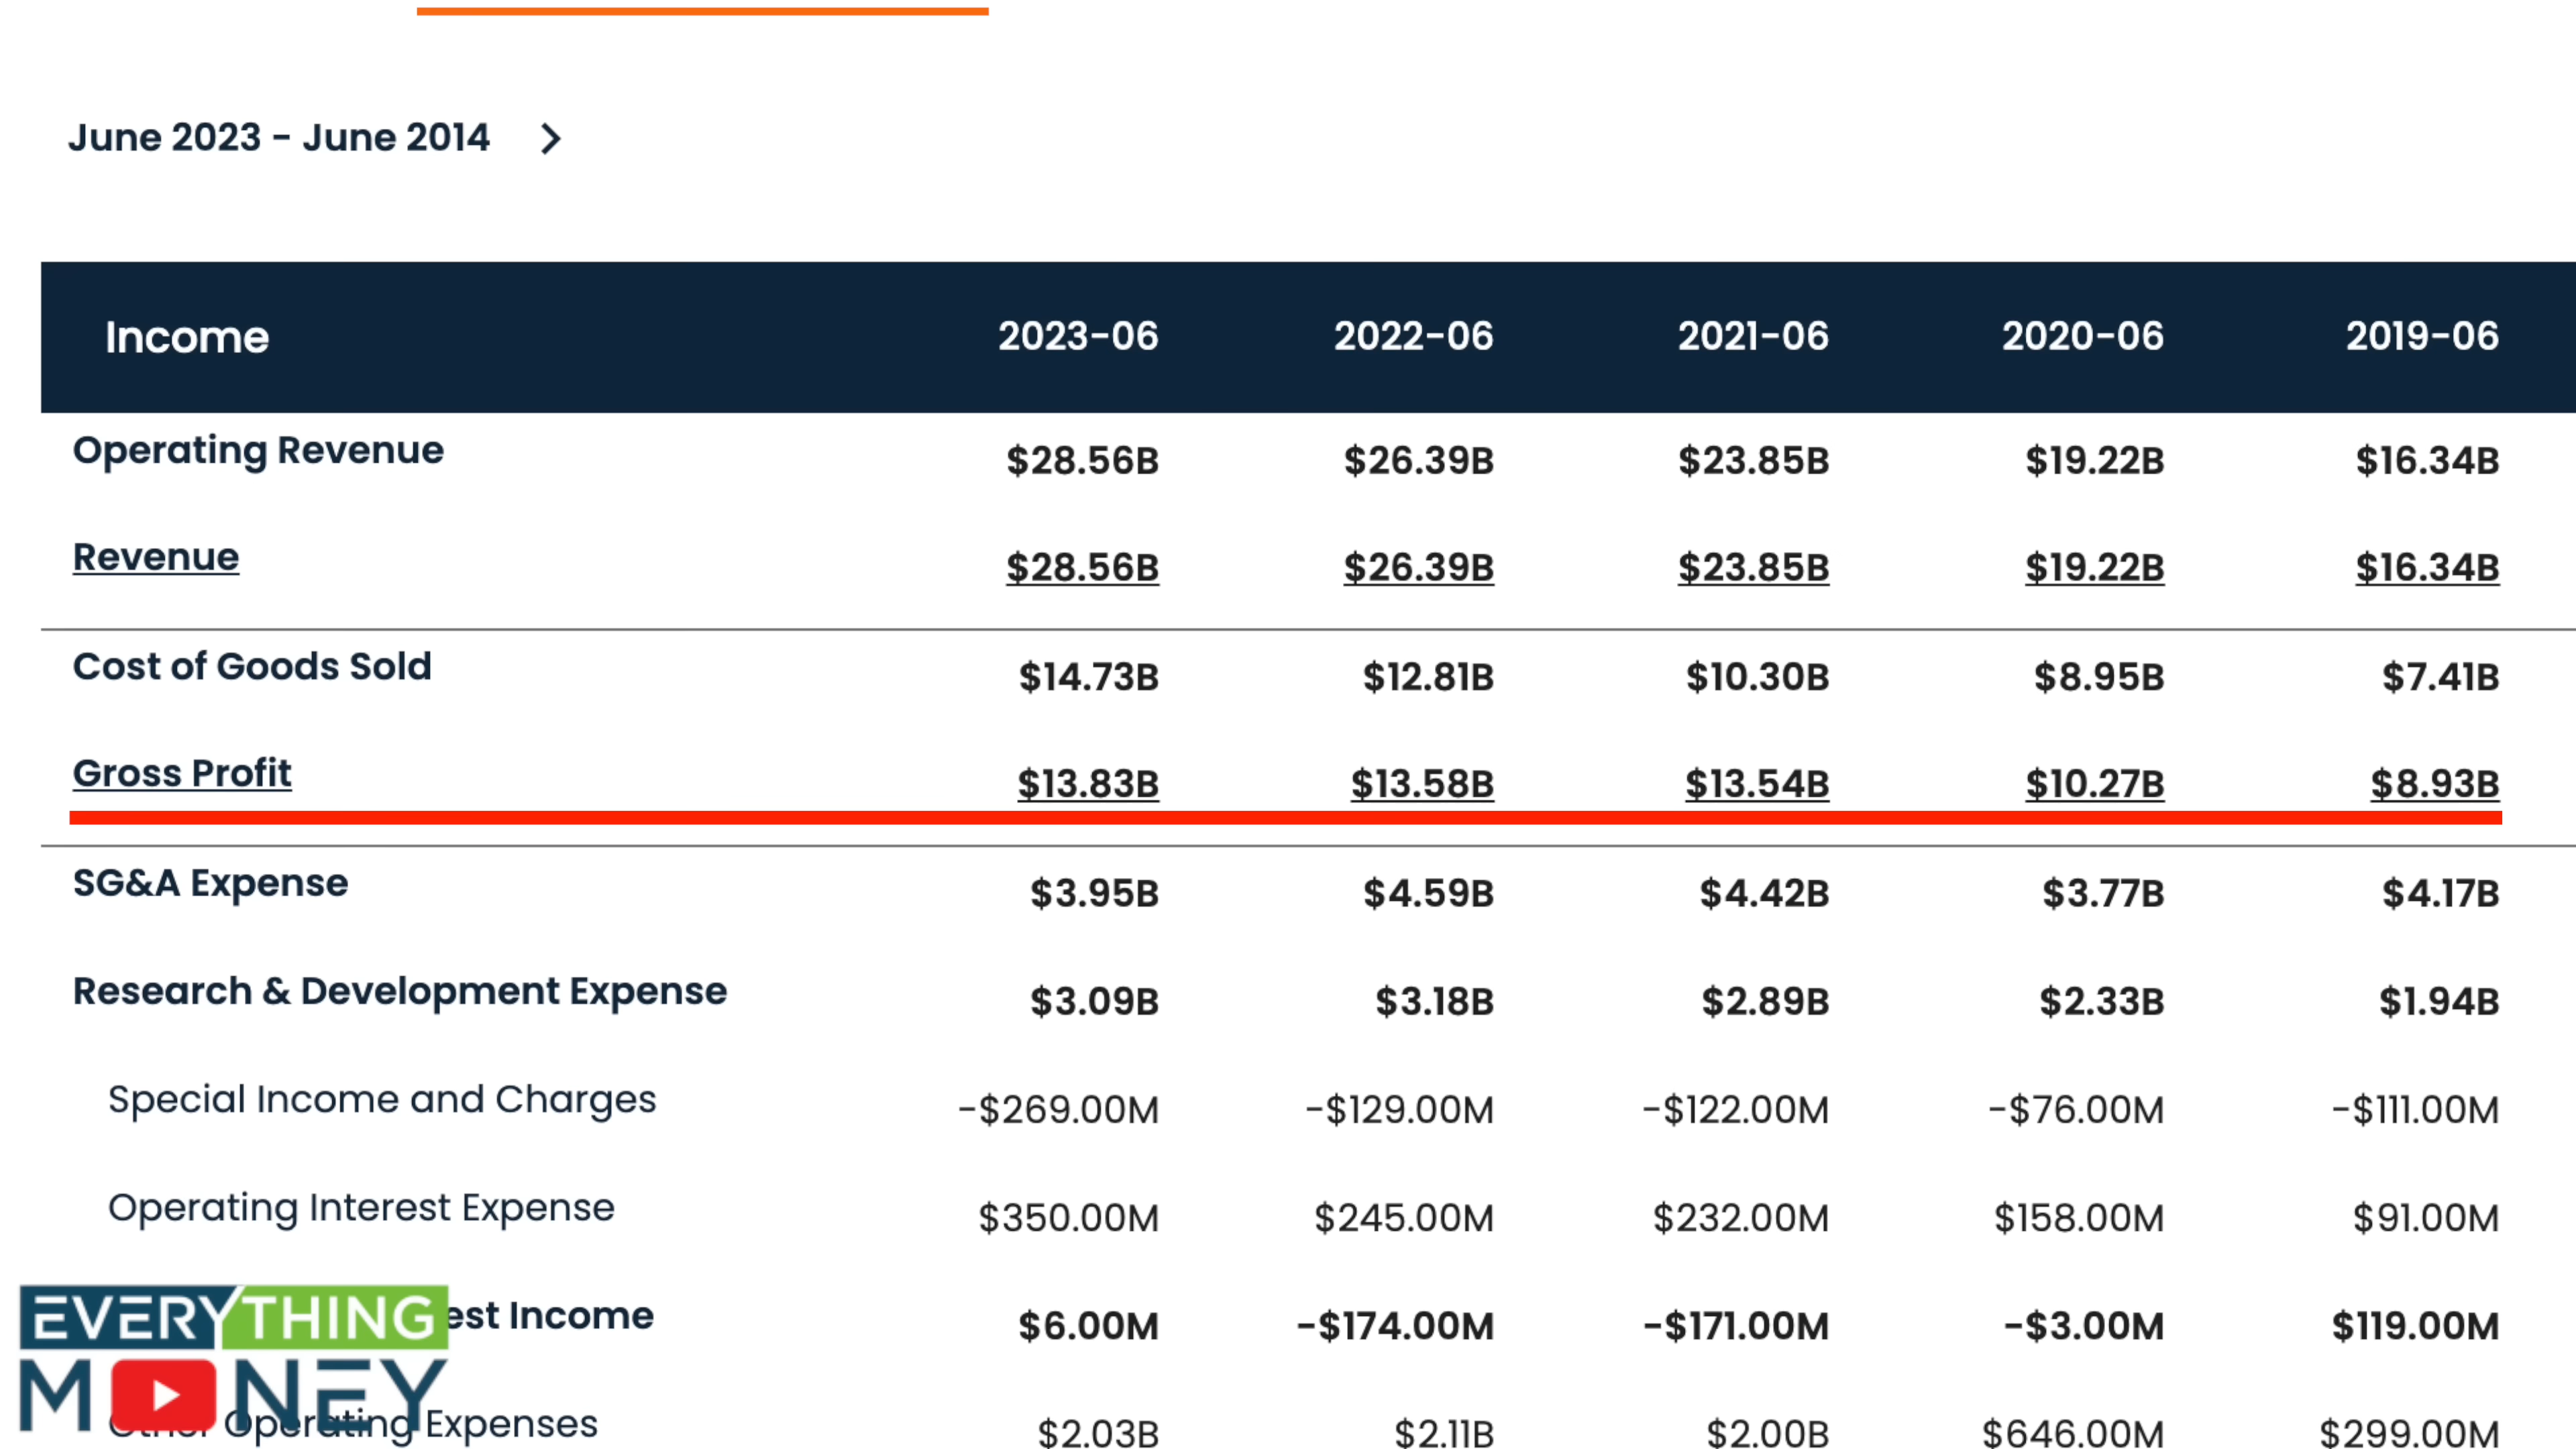 June 2023 - June 2014 >
Income 2023-06 2022-06 2021-06 2020-06 2019-06
Operating Revenue $28.56B $26.39B $23.85B $19.22B $16.34B
Revenue $28.56B $26.39B $23.85B $19.22B $16.34B
Cost of Goods Sold $14.73B $12.81B $10.30B $8.95B $7.41B
Gross Profit $13.83B $13.58B $13.54B $10.27B $8.93B
SG&A Expense $3.95B $4.59B $4.42B $3.77B $4.17B
Research & Development Expense $3.09B $3.18B $2.89B $2.33B $1.94B
Special Income and Charges -$269.00M -$129.00M -$122.00M -$76.00M -$111.00M
Operating Interest Expense $350.00M $245.00M $232.00M $158.00M $91.00M
est Income $6.00M -$174.00M -$171.00M -$3.00M $119.00M
Operating Expenses $2.03B $2.11B $2.00B $646.00M $299.00M
EVERYTHING
MONEY